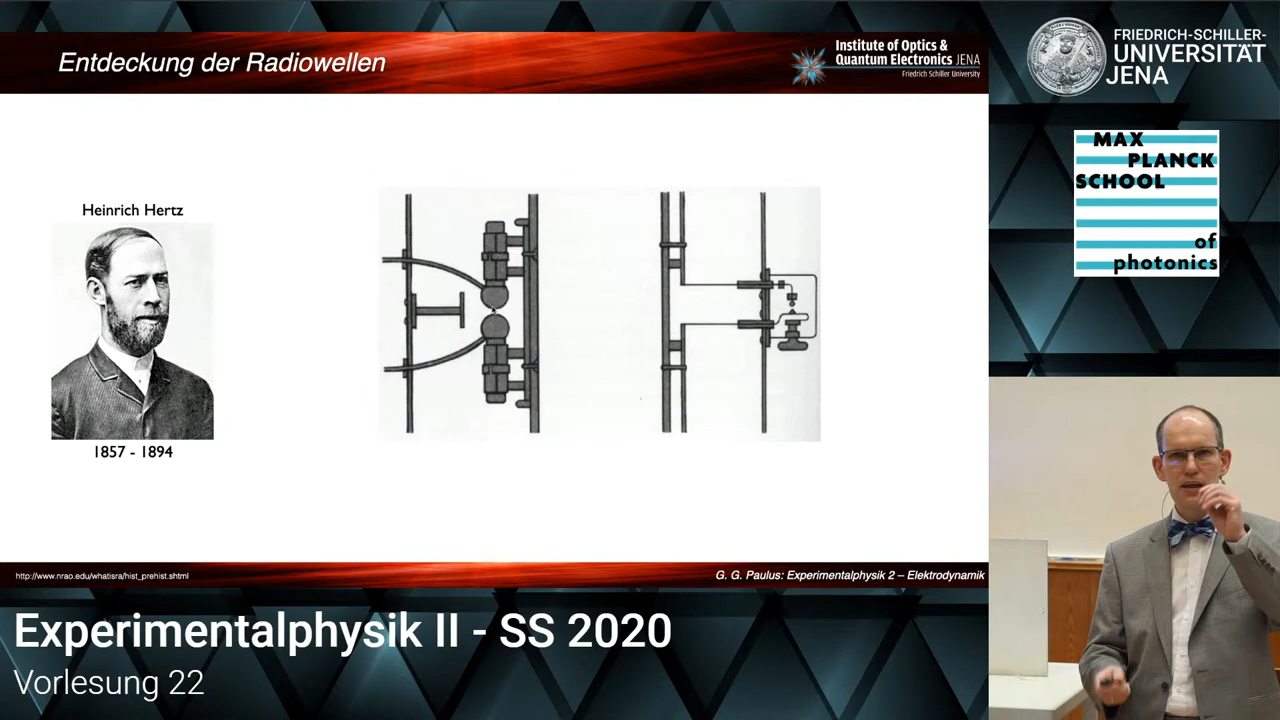 Entdeckung der Radiowellen
Institute of Optics &
Quantum Electronics JENA
Friedrich Schiller University
FRIEDRICH-SCHILLER-
UNIVERSITÄT
JENA
MAX
PLANCK
SCHOOL
of
photonics
Heinrich Hertz
1857 - 1894
http://www.nrao.edu/whatisra/hist_prehist.shtml
G. G. Paulus: Experimentalphysik 2 – Elektrodynamik
Experimentalphysik II - SS 2020
Vorlesung 22